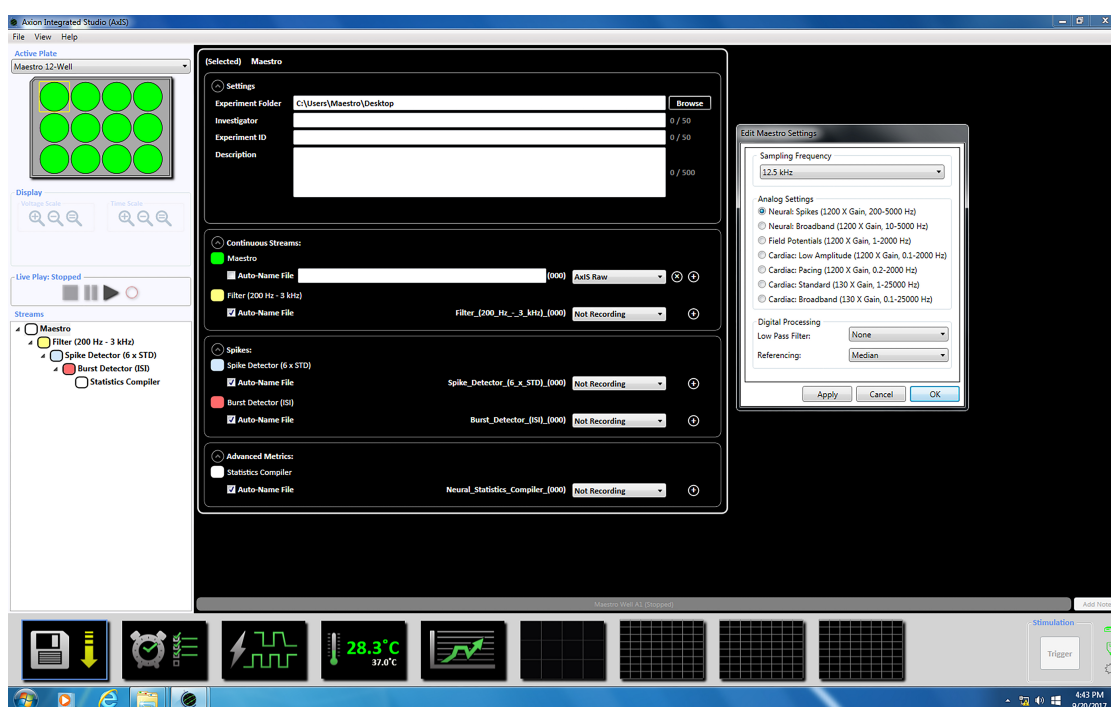 Axion Integrated Studio (AxIS)
File View Help
Active Plate
Maestro 12-Well
Display
Voltage Scale Time Scale
Live Play: Stopped
Streams
Maestro
Filter (200 Hz - 3 kHz)
Spike Detector (6 x STD)
Burst Detector (ISI)
Statistics Compiler
(Selected) Maestro
Settings
Experiment Folder C:\Users\Maestro\Desktop Browse
Investigator 0 / 50
Experiment ID 0 / 50
Description
0 / 500
Continuous Streams:
Maestro
Auto-Name File (000) AxIS Raw
Filter (200 Hz - 3 kHz)
Auto-Name File Filter_(200_Hz_-_3_kHz)_(000) Not Recording
Spikes:
Spike Detector (6 x STD)
Auto-Name File Spike_Detector_(6_x_STD)_(000) Not Recording
Burst Detector (ISI)
Auto-Name File Burst_Detector_(ISI)_(000) Not Recording
Advanced Metrics:
Statistics Compiler
Auto-Name File Neural_Statistics_Compiler_(000) Not Recording
Edit Maestro Settings
Sampling Frequency
12.5 kHz
Analog Settings
Neural: Spikes (1200 X Gain, 200-5000 Hz)
Neural: Broadband (1200 X Gain, 10-5000 Hz)
Field Potentials (1200 X Gain, 1-2000 Hz)
Cardiac: Low Amplitude (1200 X Gain, 0.1-2000 Hz)
Cardiac: Pacing (1200 X Gain, 0.2-2000 Hz)
Cardiac: Standard (130 X Gain, 1-25000 Hz)
Cardiac: Broadband (130 X Gain, 0.1-25000 Hz)
Digital Processing
Low Pass Filter: None
Referencing: Median
Apply Cancel OK
Maestro Well A1 (Stopped)
Add Note
28.3°C
37.0°C
Stimulation
Trigger
4:43 PM
9/20/2017